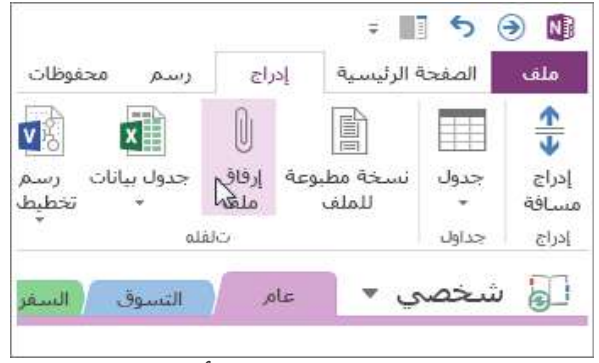 ملف الصفحة الرئيسية إدراج رسم محفوظات
إدراج مسافة
جدول
نسخة مطبوعة للملف
إرفاق ملف
جدول بيانات
رسم تخطيط
إدراج جداول تلفله
شخصي عام التسوق السفر